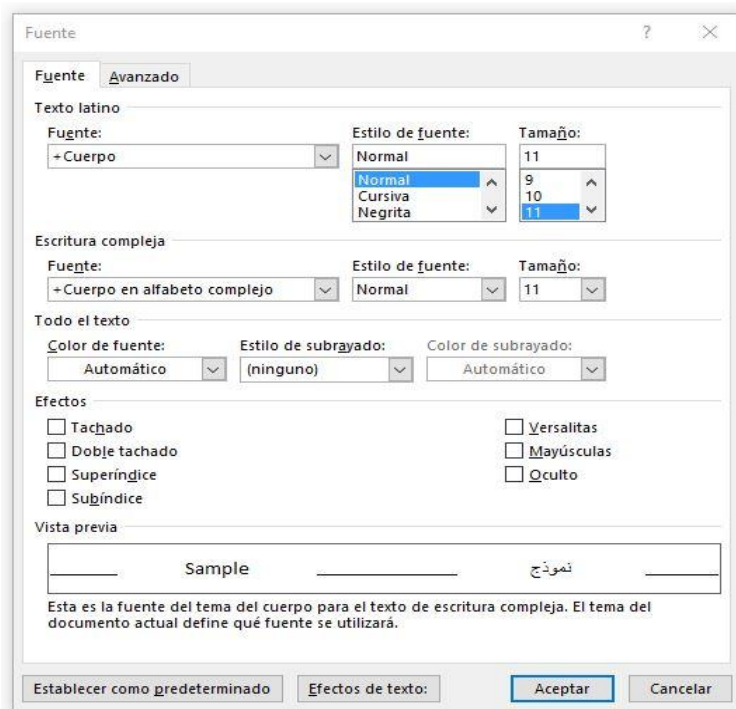 Fuente ?
Fuente Avanzado
Texto latino
Fuente: Estilo de fuente: Tamaño:
+Cuerpo Normal 11
Normal 9
Cursiva 10
Negrita 11
Escritura compleja
Fuente: Estilo de fuente: Tamaño:
+Cuerpo en alfabeto complejo Normal 11
Todo el texto
Color de fuente: Estilo de subrayado: Color de subrayado:
Automático (ninguno) Automático
Efectos
Tachado Versalitas
Doble tachado Mayúsculas
Superíndice Oculto
Subíndice
Vista previa
Sample نموذج
Esta es la fuente del tema del cuerpo para el texto de escritura compleja. El tema del
documento actual define qué fuente se utilizará.
Establecer como predeterminado Efectos de texto: Aceptar Cancelar